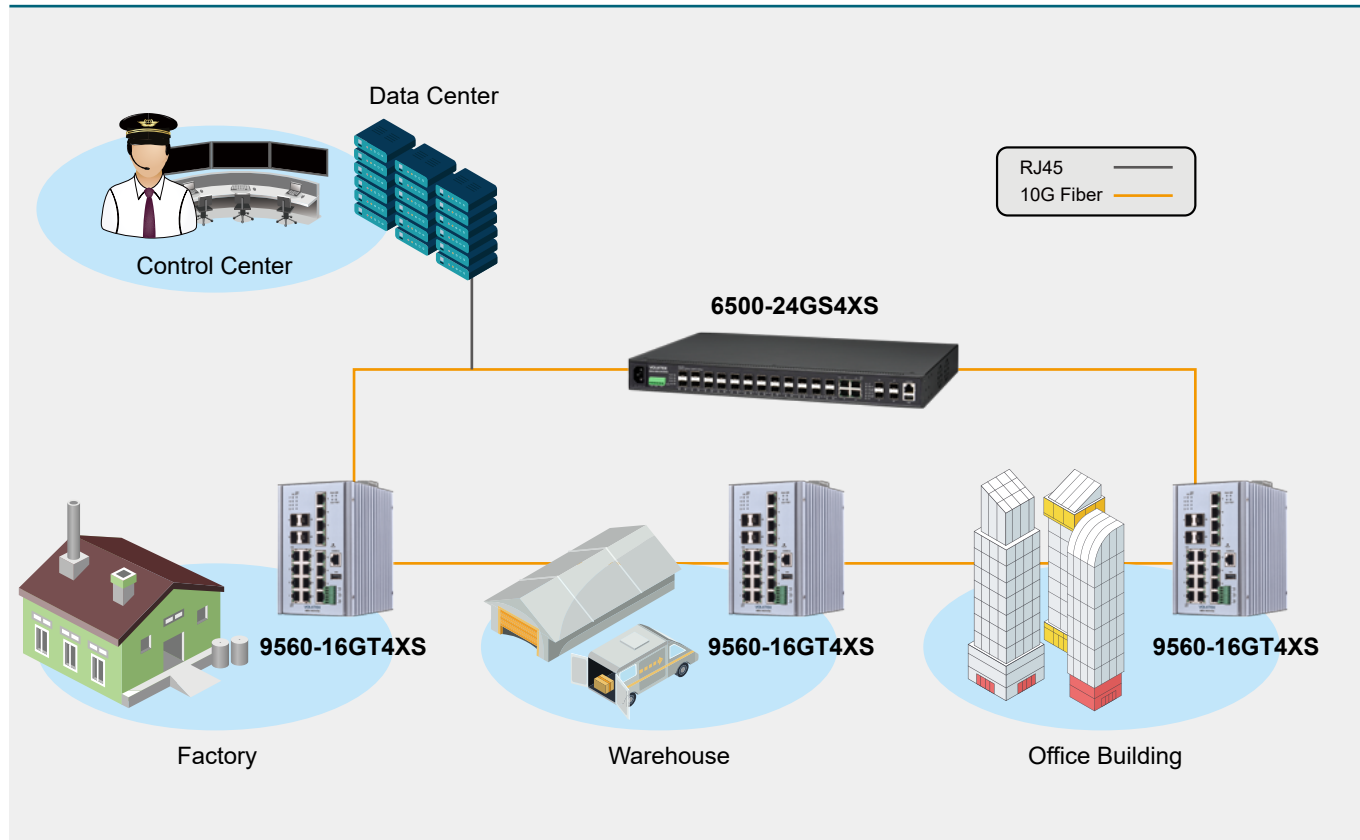 Data Center
Control Center
RJ45
10G Fiber
6500-24GS4XS
9560-16GT4XS
9560-16GT4XS
9560-16GT4XS
Factory
Warehouse
Office Building